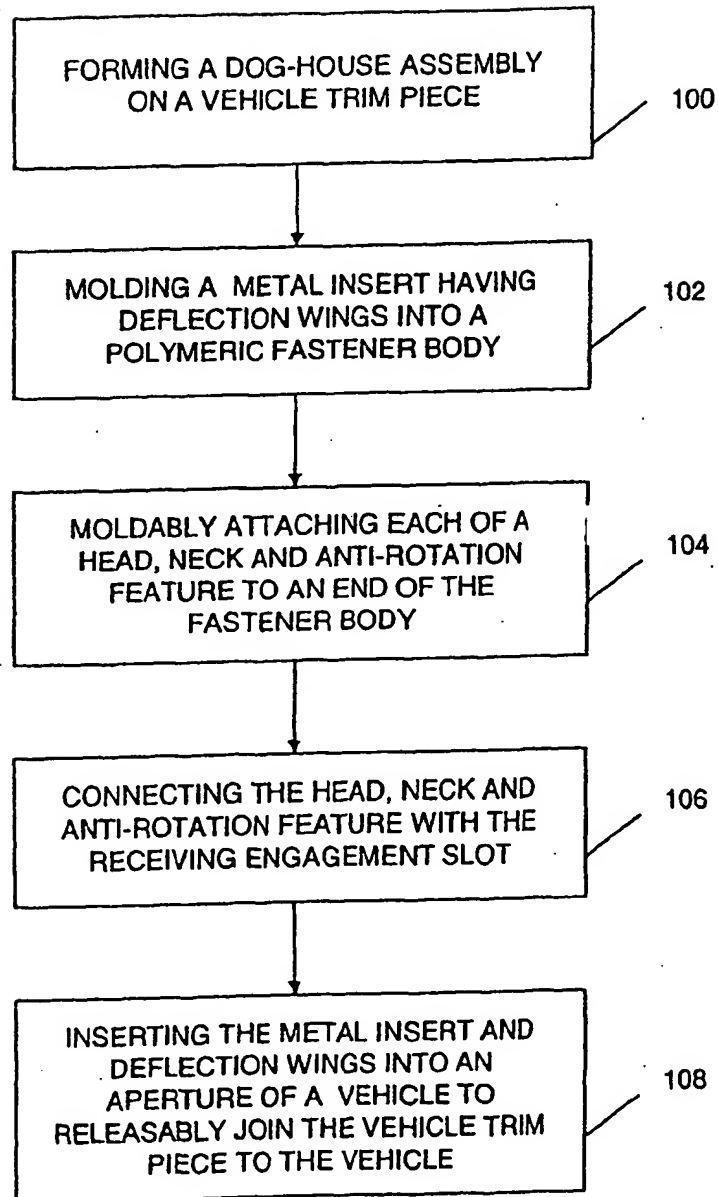 FORMING A DOG-HOUSE ASSEMBLY
ON A VEHICLE TRIM PIECE
100
MOLDING A METAL INSERT HAVING
DEFLECTION WINGS INTO A
POLYMERIC FASTENER BODY
102
MOLDABLY ATTACHING EACH OF A
HEAD, NECK AND ANTI-ROTATION
FEATURE TO AN END OF THE
FASTENER BODY
104
CONNECTING THE HEAD, NECK AND
ANTI-ROTATION FEATURE WITH THE
RECEIVING ENGAGEMENT SLOT
106
INSERTING THE METAL INSERT AND
DEFLECTION WINGS INTO AN
APERTURE OF A VEHICLE TO
RELEASABLY JOIN THE VEHICLE TRIM
PIECE TO THE VEHICLE
108